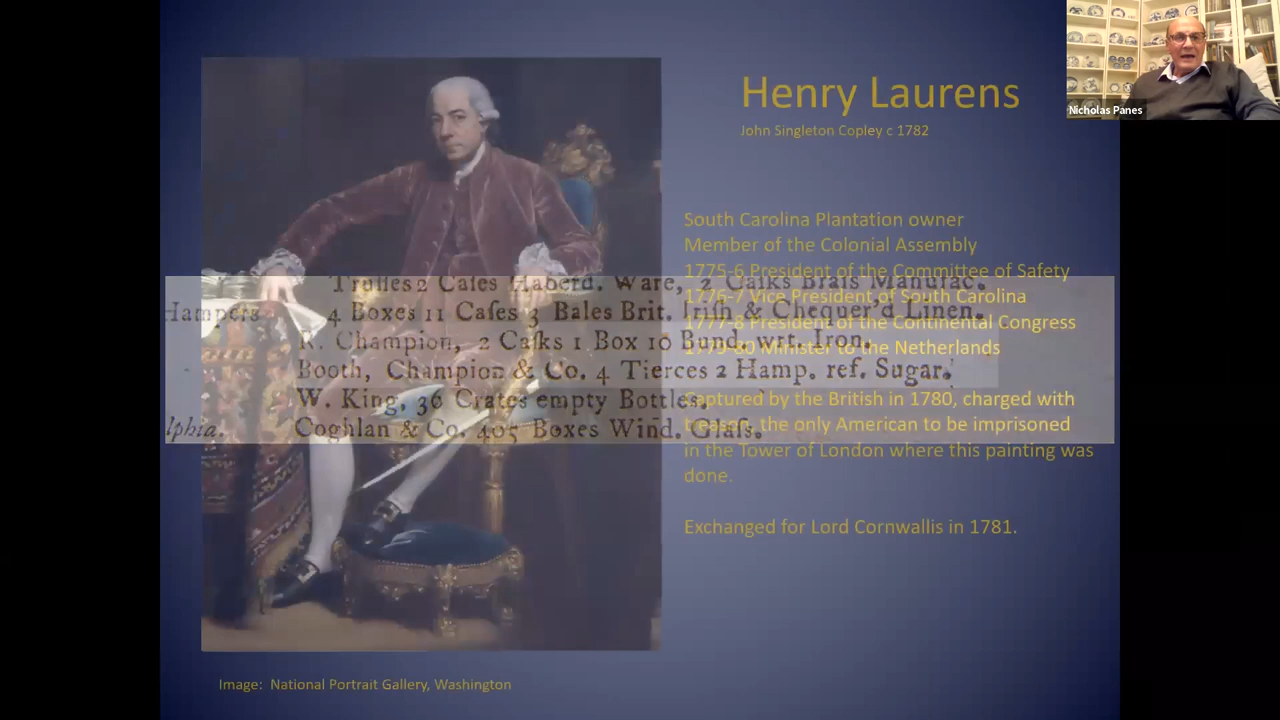 Henry Laurens
John Singleton Copley c 1782
Nicholas Panes
South Carolina Plantation owner
Member of the Colonial Assembly
1775-6 President of the Committee of Safety
1776-7 Vice President of South Carolina
1777-8 President of the Continental Congress
1779-80 Minister to the Netherlands
Captured by the British in 1780, charged with
treason, the only American to be imprisoned
in the Tower of London where this painting was
done.
Exchanged for Lord Cornwallis in 1781.
Truſſes 2 Caſes Haberd. Ware, 2 Caſks Braſs Manufac.
Hampers 4 Boxes 11 Caſes 3 Bales Brit. Iriſh & Chequer'd Linen.
R. Champion, 2 Caſks 1 Box 10 Bund. wrt. Iron.
Booth, Champion & Co. 4 Tierces 2 Hamp. ref. Sugar.
W. King, 36 Crates empty Bottles.
lphia. Coghlan & Co. 405 Boxes Wind. Glaſs.
Image: National Portrait Gallery, Washington